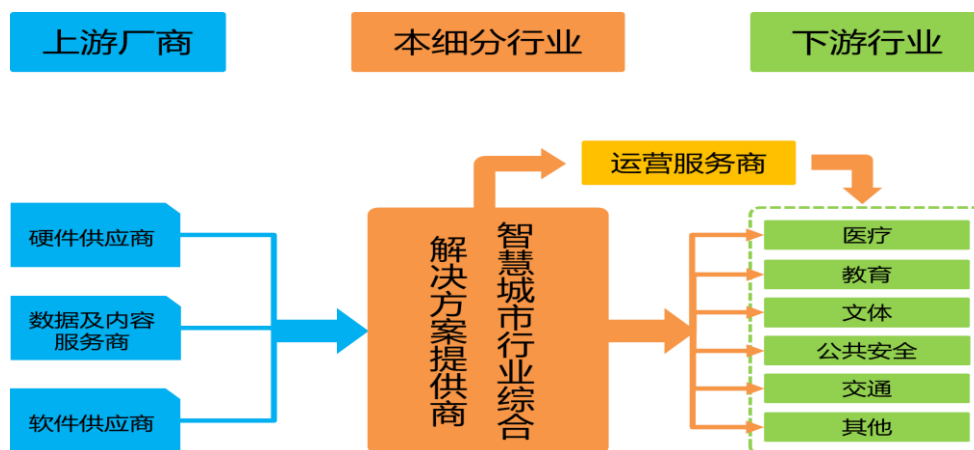 上游厂商
本细分行业
下游行业
运营服务商
硬件供应商
数据及内容
服务商
软件供应商
智慧城市行业综合
解决方案提供商
医疗
教育
文体
公共安全
交通
其他